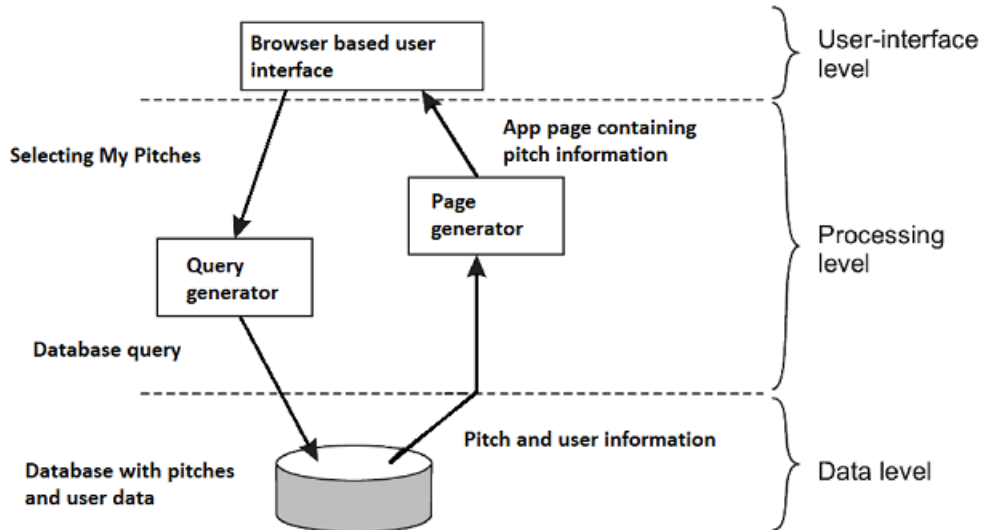 Browser based user
interface
User-interface
level
Selecting My Pitches
App page containing
pitch information
Page
generator
Processing
level
Query
generator
Database query
Pitch and user information
Database with pitches
and user data
Data level